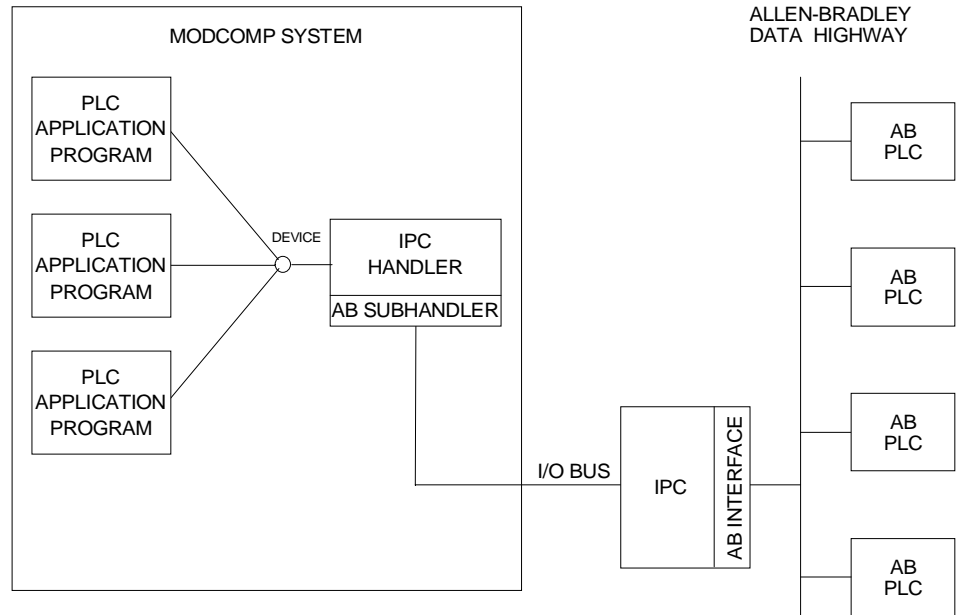 MODCOMP SYSTEM
ALLEN-BRADLEY
DATA HIGHWAY
PLC
APPLICATION
PROGRAM
PLC
APPLICATION
PROGRAM
PLC
APPLICATION
PROGRAM
DEVICE
IPC
HANDLER
AB SUBHANDLER
I/O BUS
IPC
AB INTERFACE
AB
PLC
AB
PLC
AB
PLC
AB
PLC